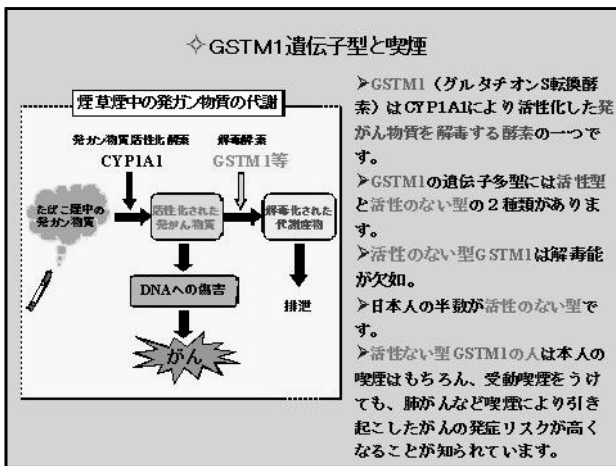 ✧GSTM1遺伝子型と喫煙
煙草煙中の発ガン物質の代謝
発ガン物質活性化酵素
CYP1A1
解毒酵素
GSTM1等
たばこ煙中の
発ガン物質
活性化された
発がん物質
解毒化された
代謝産物
DNAへの傷害
排泄
がん
➢GSTM1（グルタチオンS転換酵
素）はCYP1A1により活性化した発
がん物質を解毒する酵素の一つで
す。
➢GSTM1の遺伝子多型には活性型
と活性のない型の２種類がありま
す。
➢活性のない型GSTM1は解毒能
が欠如。
➢日本人の半数が活性のない型で
す。
➢活性ない型GSTM1の人は本人の
喫煙はもちろん、受動喫煙をうけ
ても、肺がんなど喫煙により引き
起こしたがんの発症リスクが高く
なることが知られています。